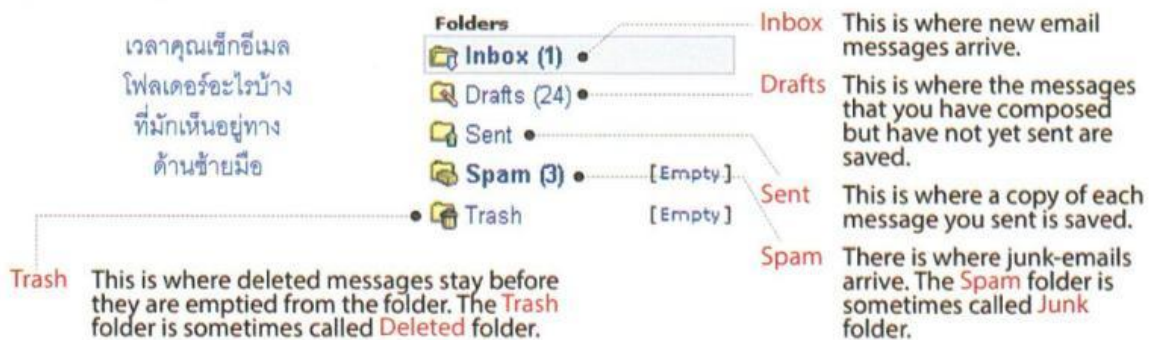 เวลาคุณเช็กอีเมล
โฟลเดอร์อะไรบ้าง
ที่มักเห็นอยู่ทาง
ด้านซ้ายมือ
Folders
Inbox (1)
Drafts (24)
Sent
Spam (3) [Empty]
Trash [Empty]
Inbox This is where new email
messages arrive.
Drafts This is where the messages
that you have composed
but have not yet sent are
saved.
Sent This is where a copy of each
message you sent is saved.
Spam There is where junk-emails
arrive. The Spam folder is
sometimes called Junk
folder.
Trash This is where deleted messages stay before
they are emptied from the folder. The Trash
folder is sometimes called Deleted folder.